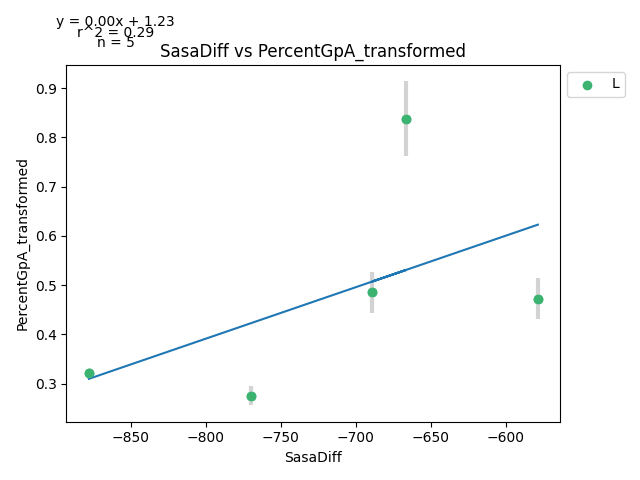 y = 0.00x + 1.23
r^2 = 0.29
n = 5
SasaDiff vs PercentGpA_transformed
L
PercentGpA_transformed
0.9
0.8
0.7
0.6
0.5
0.4
0.3
−850
−800
−750
−700
−650
−600
SasaDiff